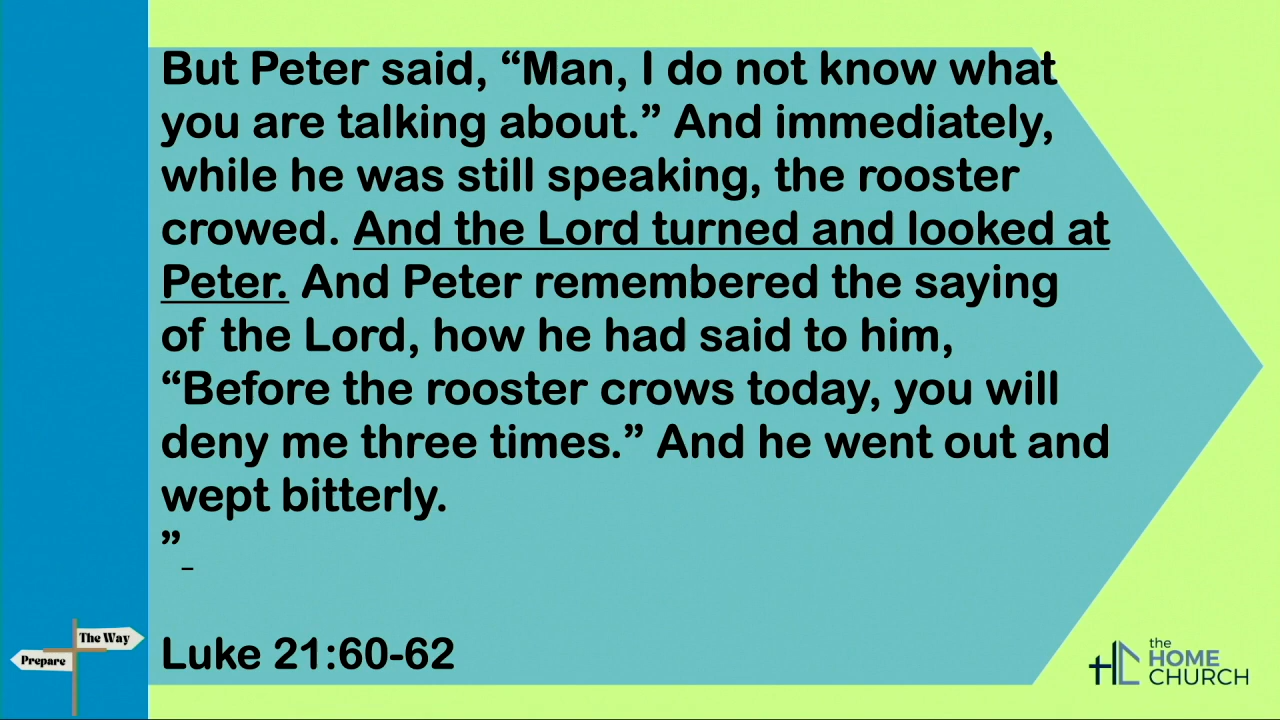 But Peter said, “Man, I do not know what
you are talking about.” And immediately,
while he was still speaking, the rooster
crowed. And the Lord turned and looked at
Peter. And Peter remembered the saying
of the Lord, how he had said to him,
“Before the rooster crows today, you will
deny me three times.” And he went out and
wept bitterly.
”
Luke 21:60-62
The Way
Prepare
the
HOME
CHURCH